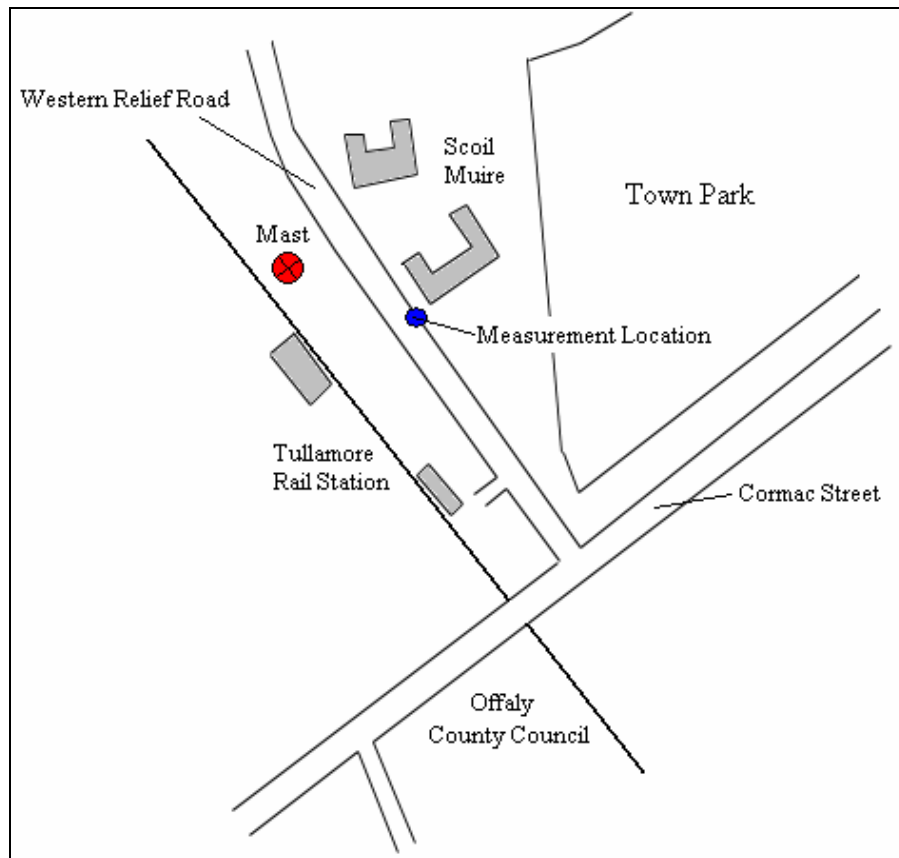 Western Relief Road
Scoil
Muire
Town Park
Mast
Measurement Location
Tullamore
Rail Station
Cormac Street
Offaly
County Council